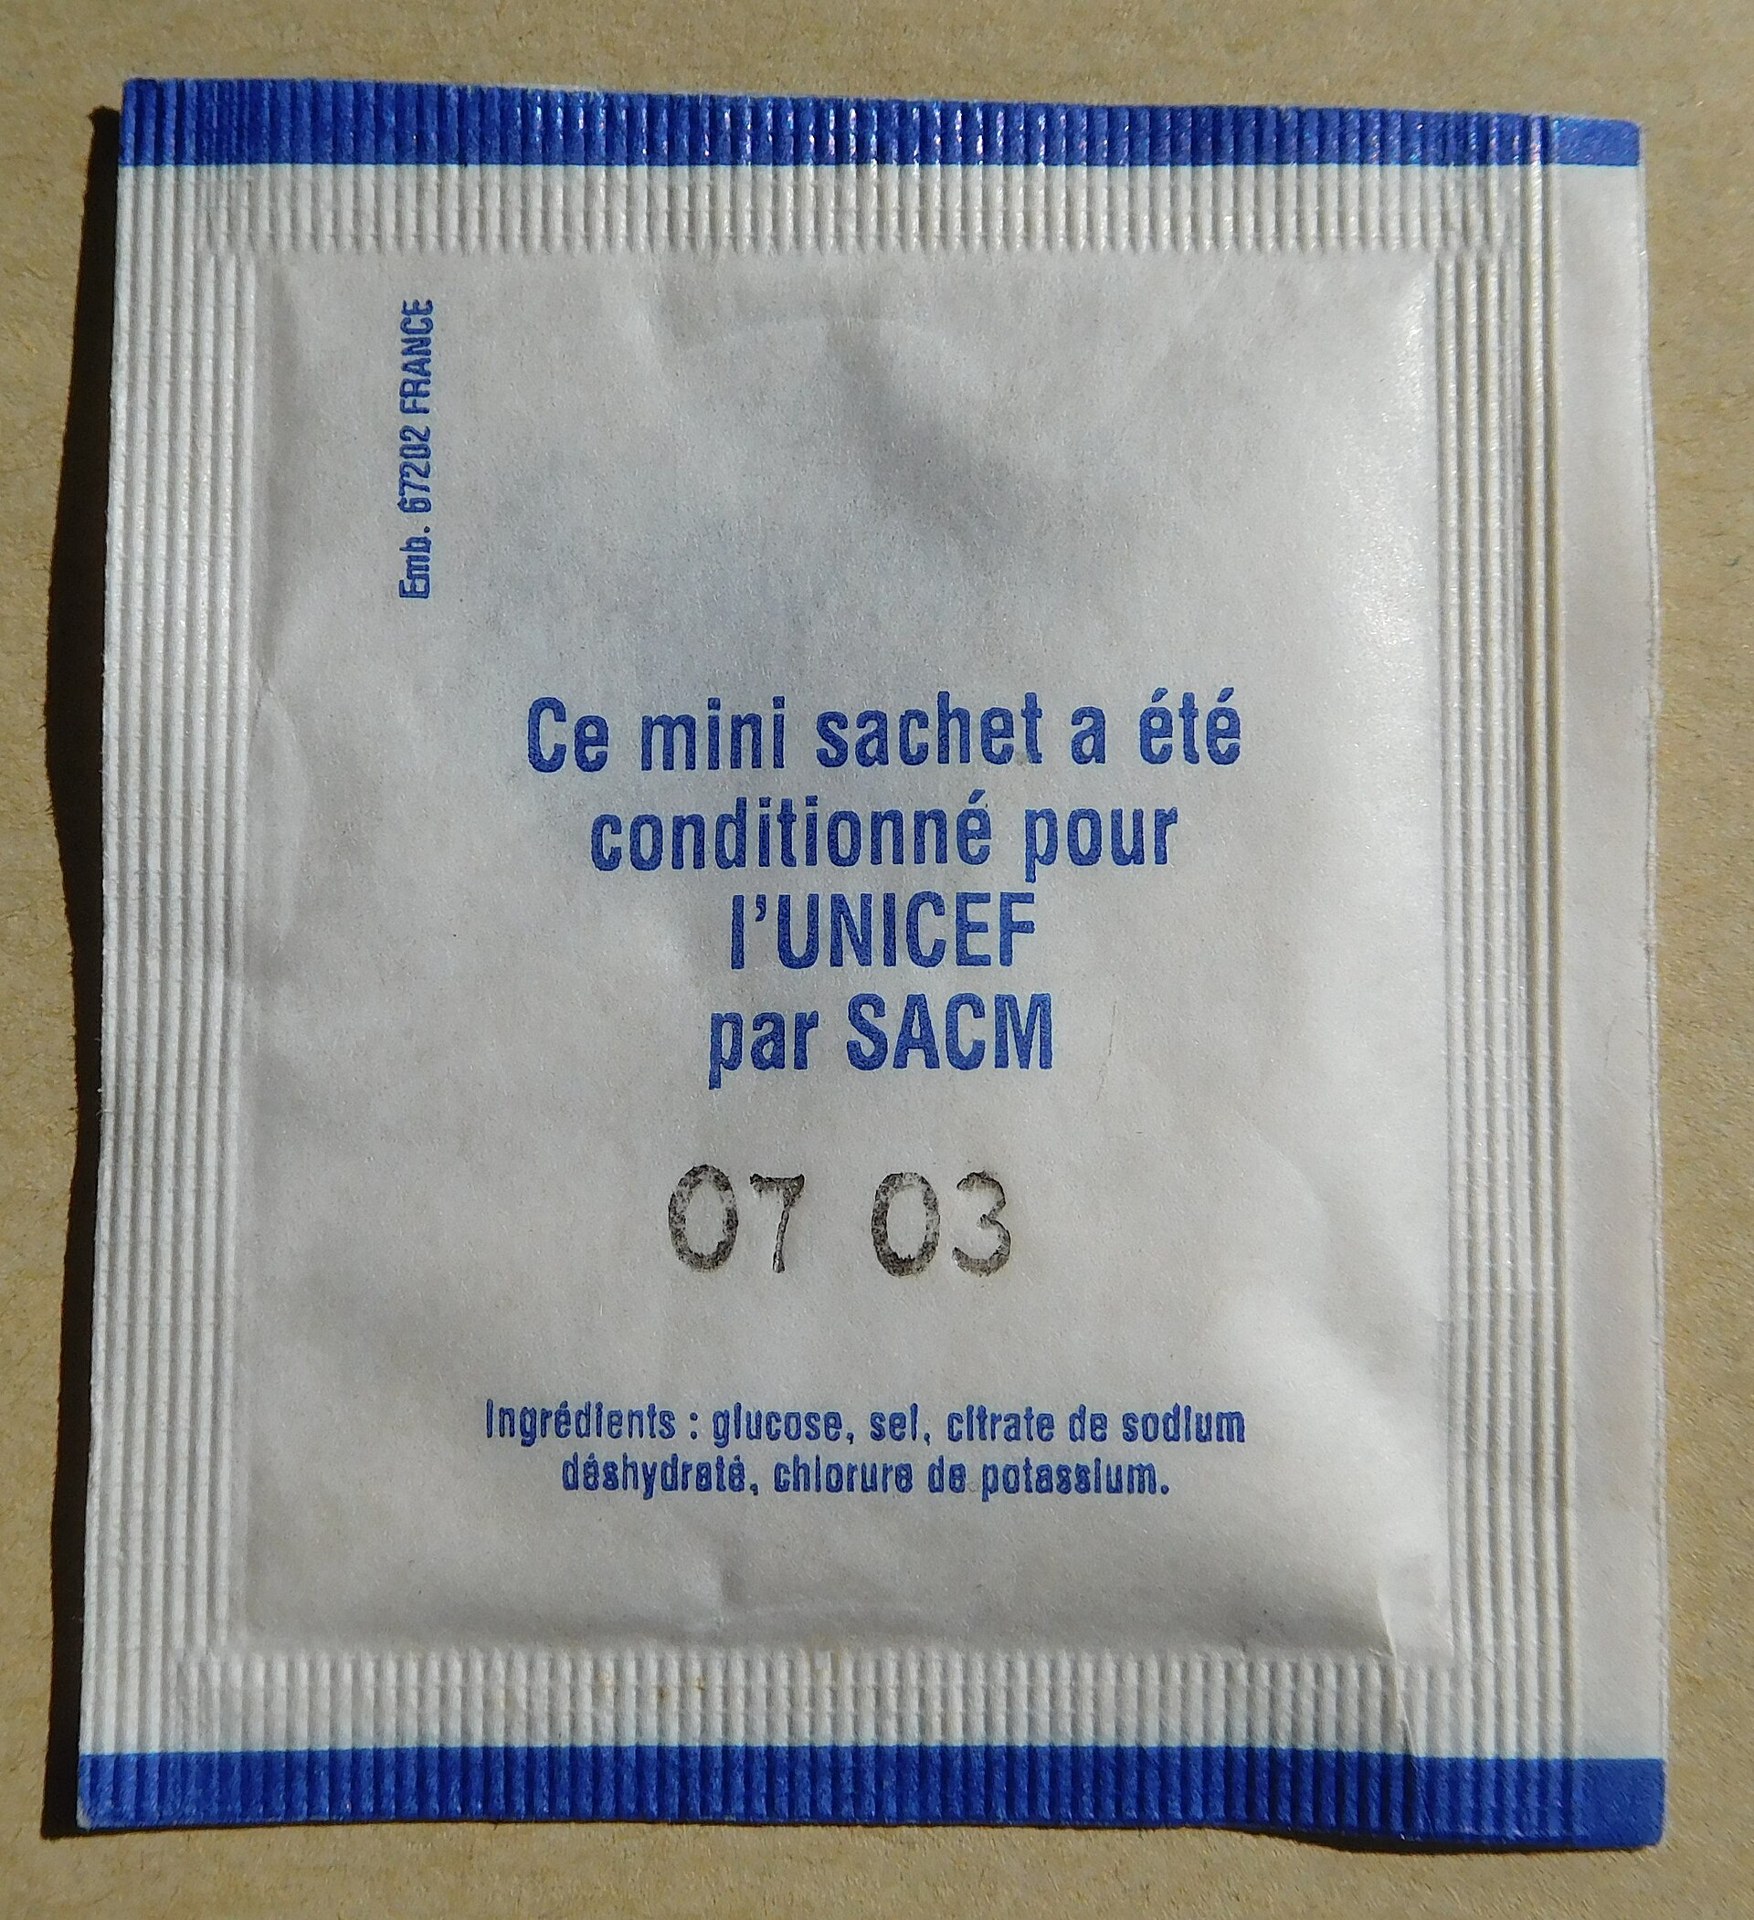 Emb. 67202 FRANCE
Ce mini sachet a été
conditionné pour
l'UNICEF
par SACM
07 03
Ingrédients : glucose, sel, citrate de sodium
déshydraté, chlorure de potassium.